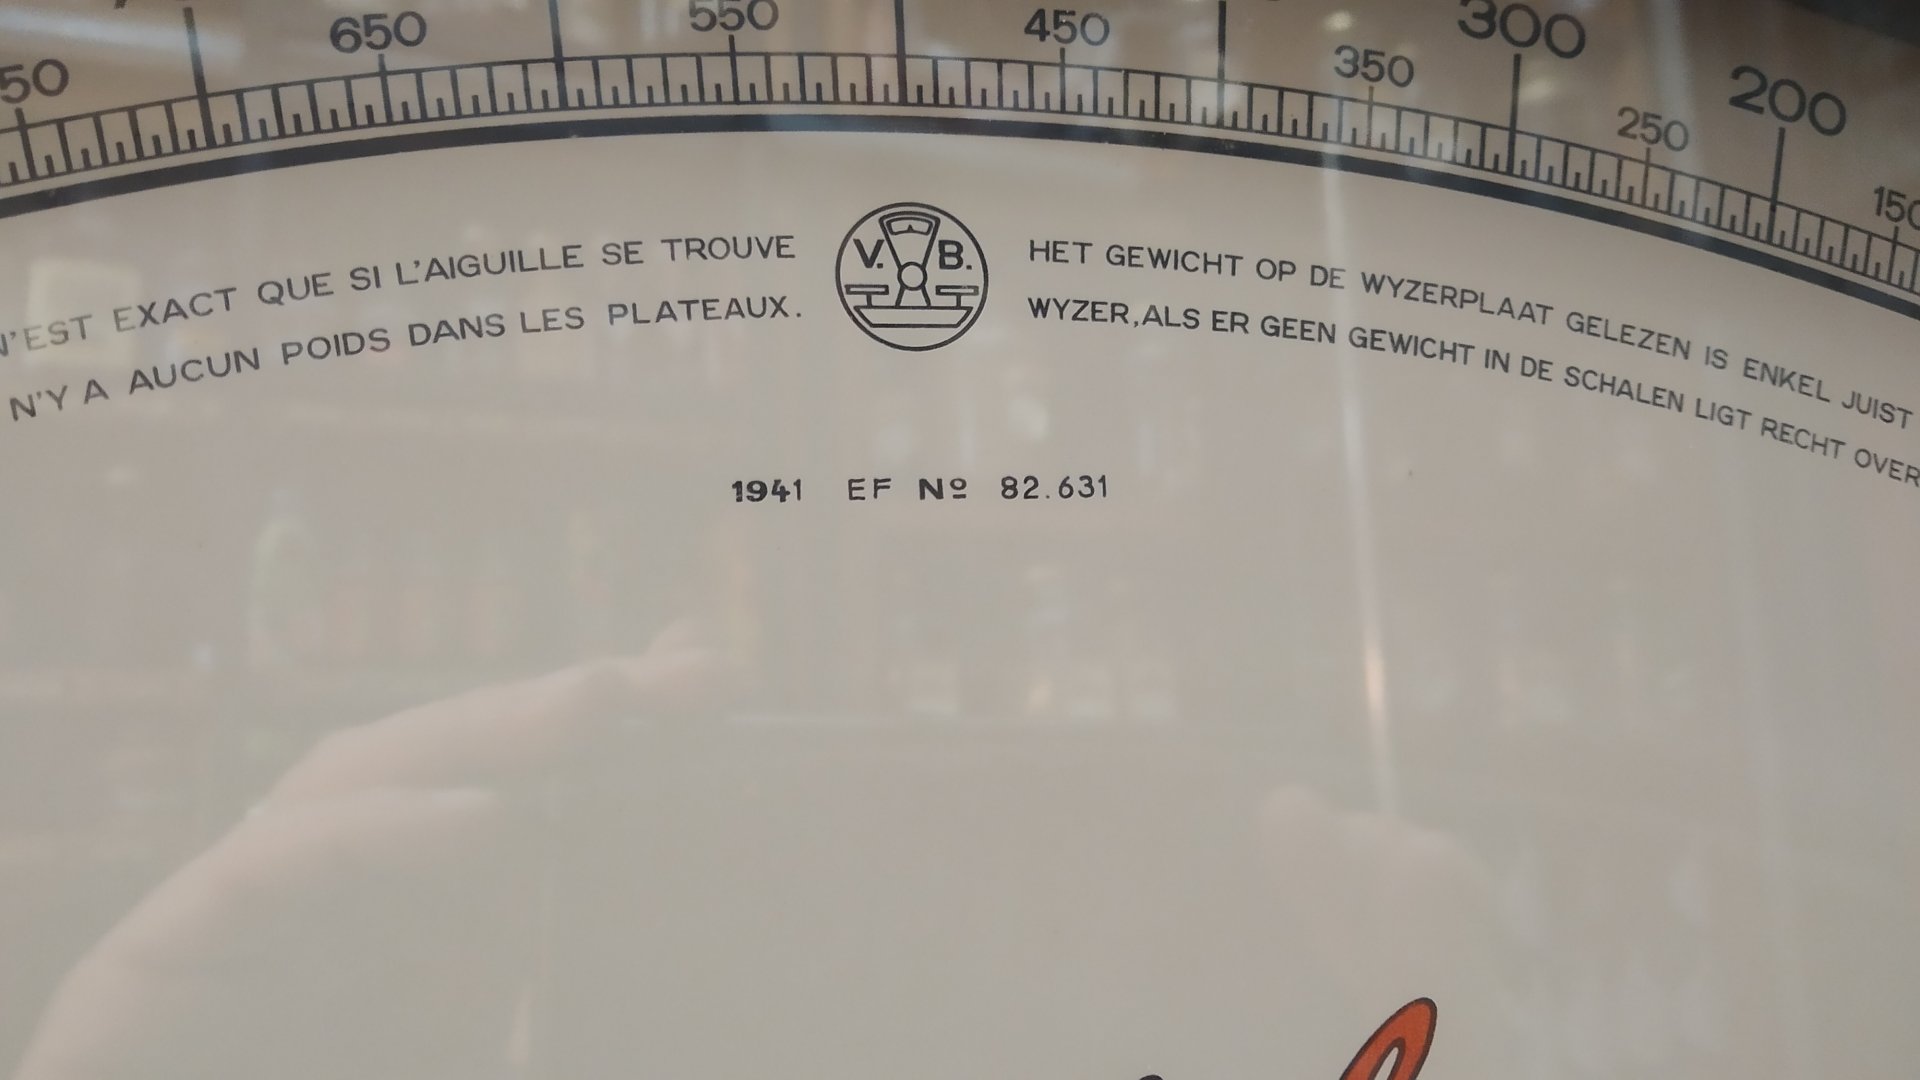 650
550
450
350
300
250
200
N'EST EXACT QUE SI L'AIGUILLE SE TROUVE
N'Y A AUCUN POIDS DANS LES PLATEAUX.
V. B.
HET GEWICHT OP DE WYZERPLAAT GELEZEN IS ENKEL JUIST
WYZER, ALS ER GEEN GEWICHT IN DE SCHALEN LIGT RECHT OVER
1941 EF Nº 82.631